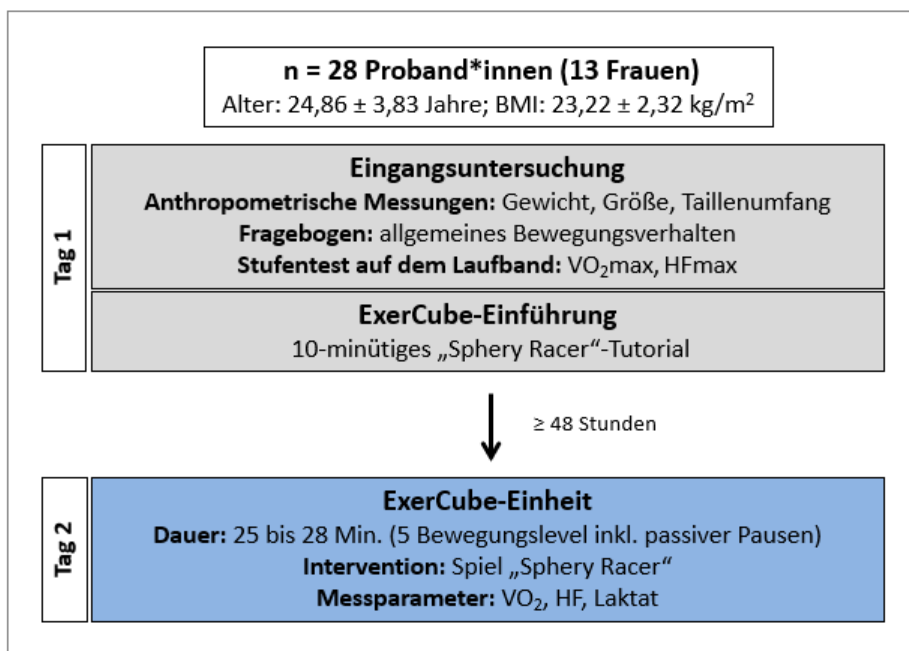 n = 28 Proband*innen (13 Frauen)
Alter: 24,86 ± 3,83 Jahre; BMI: 23,22 ± 2,32 kg/m²
Tag 1
Eingangsuntersuchung
Anthropometrische Messungen: Gewicht, Größe, Taillenumfang
Fragebogen: allgemeines Bewegungsverhalten
Stufentest auf dem Laufband: VO₂max, HFmax
ExerCube-Einführung
10-minütiges „Sphery Racer“-Tutorial
≥ 48 Stunden
Tag 2
ExerCube-Einheit
Dauer: 25 bis 28 Min. (5 Bewegungslevel inkl. passiver Pausen)
Intervention: Spiel „Sphery Racer“
Messparameter: VO₂, HF, Laktat